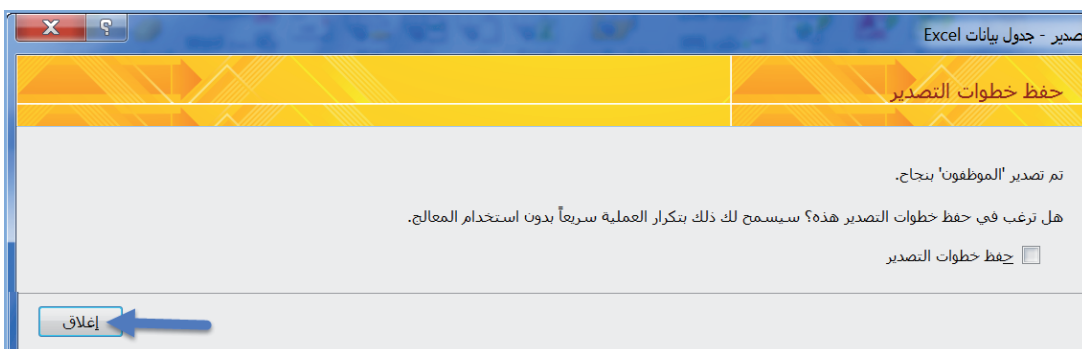 صدير - جدول بيانات Excel
حفظ خطوات التصدير
تم تصدير 'الموظفون' بنجاح.
هل ترغب في حفظ خطوات التصدير هذه؟ سيسمح لك ذلك بتكرار العملية سريعاً بدون استخدام المعالج.
حفظ خطوات التصدير
إغلاق